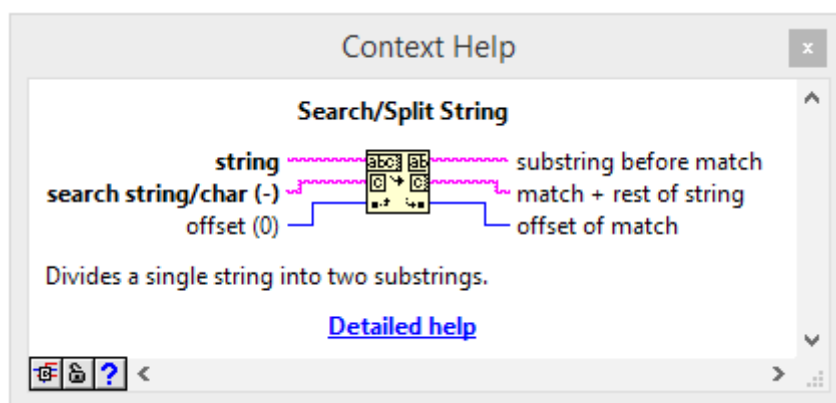 Context Help
x
Search/Split String
string
substring before match
search string/char (-)
match + rest of string
offset (0)
offset of match
Divides a single string into two substrings.
Detailed help
?